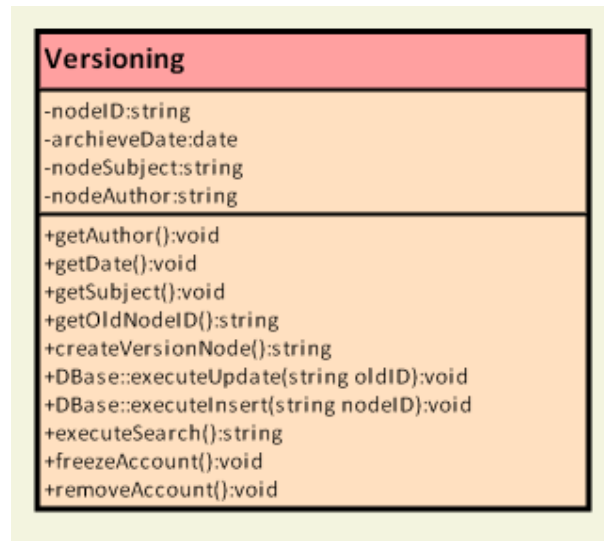 Versioning
-nodeID:string
-archieveDate:date
-nodeSubject:string
-nodeAuthor:string
+getAuthor():void
+getDate():void
+getSubject():void
+getOldNodeID():string
+createVersionNode():string
+DBase::executeUpdate(string oldID):void
+DBase::executeInsert(string nodeID):void
+executeSearch():string
+freezeAccount():void
+removeAccount():void